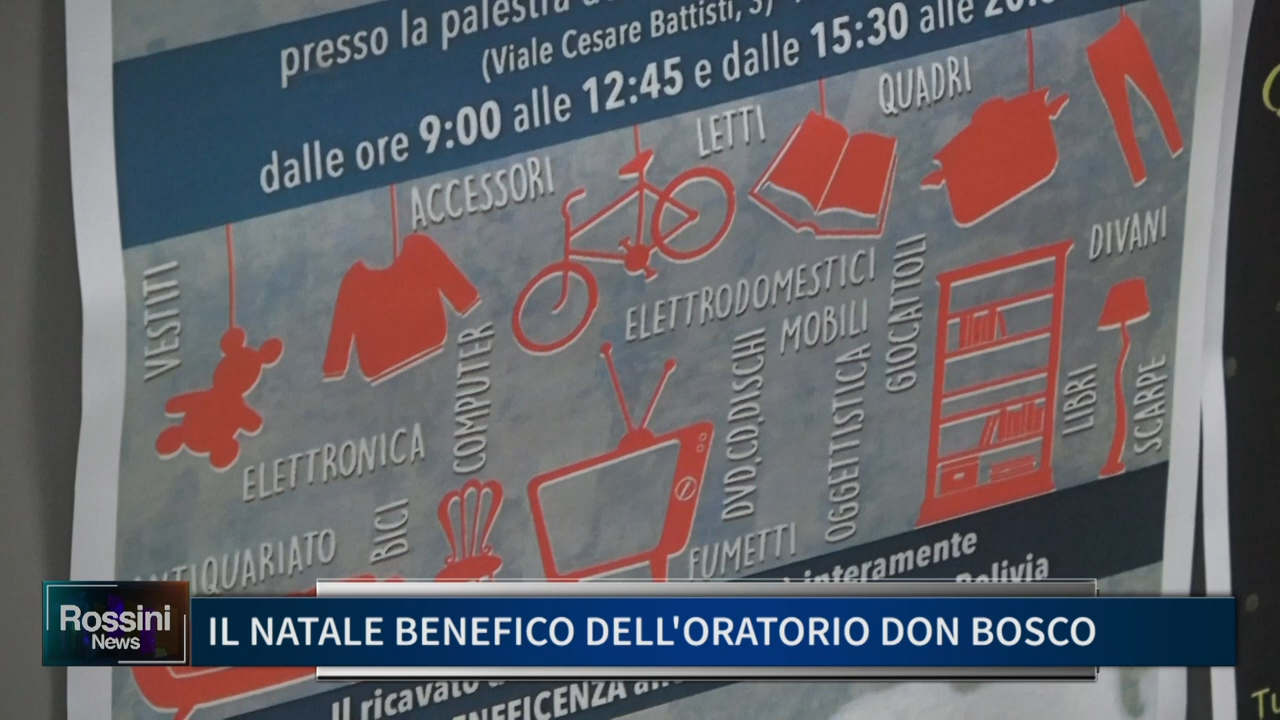 presso la palestra
(Viale Cesare Battisti,
dalle ore 9:00 alle 12:45 e dalle 15:30 alle
QUADRI
LETTI
ACCESSORI
DIVANI
VESTITI
ELETTRODOMESTICI
MOBILI
GIOCATTOLI
COMPUTER
DVD,CD,DISCHI
OGGETTISTICA
LIBRI
SCARPE
ELETTRONICA
BICI
ANTIQUARIATO
FUMETTI
interamente
Bolivia
Rossini
News
IL NATALE BENEFICO DELL'ORATORIO DON BOSCO
Il ricavato